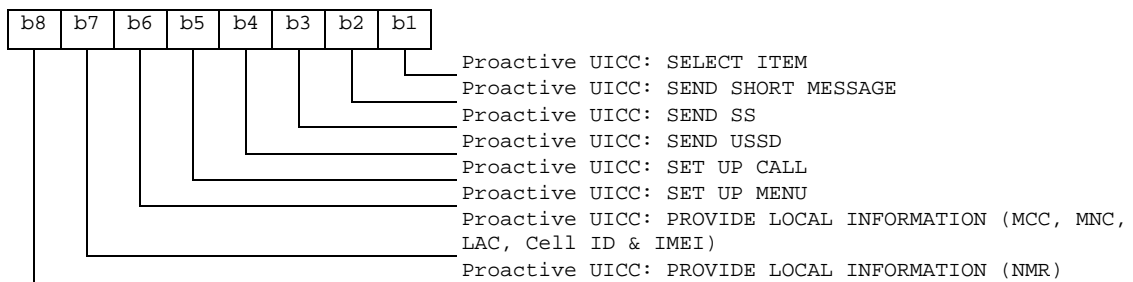 b8 b7 b6 b5 b4 b3 b2 b1
Proactive UICC: SELECT ITEM
Proactive UICC: SEND SHORT MESSAGE
Proactive UICC: SEND SS
Proactive UICC: SEND USSD
Proactive UICC: SET UP CALL
Proactive UICC: SET UP MENU
Proactive UICC: PROVIDE LOCAL INFORMATION (MCC, MNC,
LAC, Cell ID & IMEI)
Proactive UICC: PROVIDE LOCAL INFORMATION (NMR)